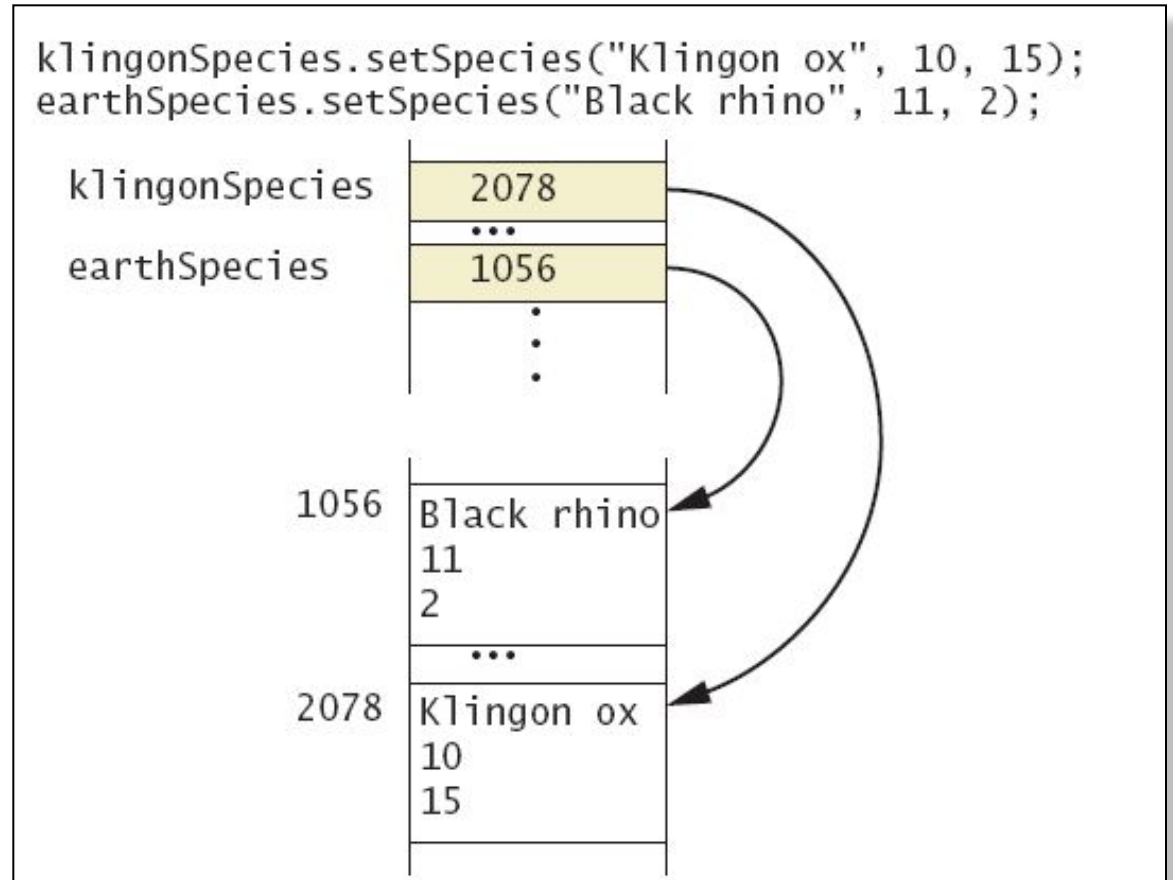 klingonSpecies.setSpecies("Klingon ox", 10, 15);
earthSpecies.setSpecies("Black rhino", 11, 2);
klingonSpecies 2078
...
earthSpecies 1056
1056 Black rhino
11
2
...
2078 Klingon ox
10
15